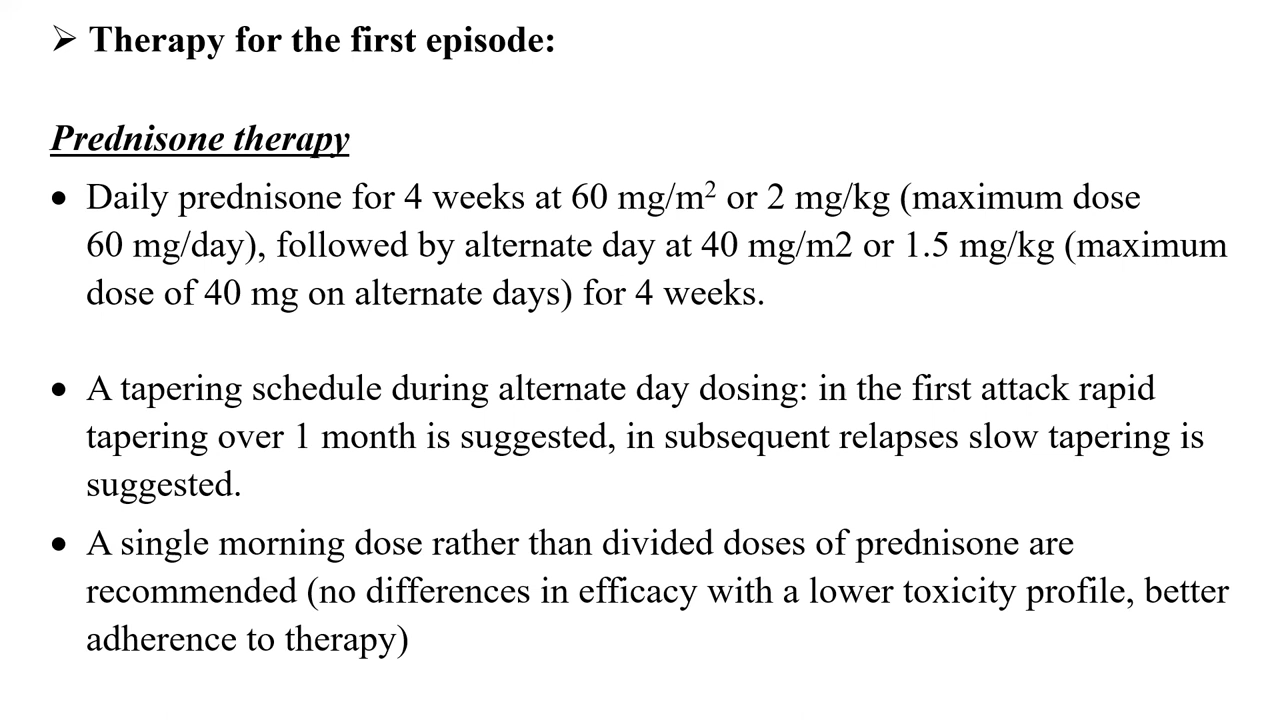 ➢ Therapy for the first episode:
Prednisone therapy
• Daily prednisone for 4 weeks at 60 mg/m² or 2 mg/kg (maximum dose
60 mg/day), followed by alternate day at 40 mg/m2 or 1.5 mg/kg (maximum
dose of 40 mg on alternate days) for 4 weeks.
• A tapering schedule during alternate day dosing: in the first attack rapid
tapering over 1 month is suggested, in subsequent relapses slow tapering is
suggested.
• A single morning dose rather than divided doses of prednisone are
recommended (no differences in efficacy with a lower toxicity profile, better
adherence to therapy)